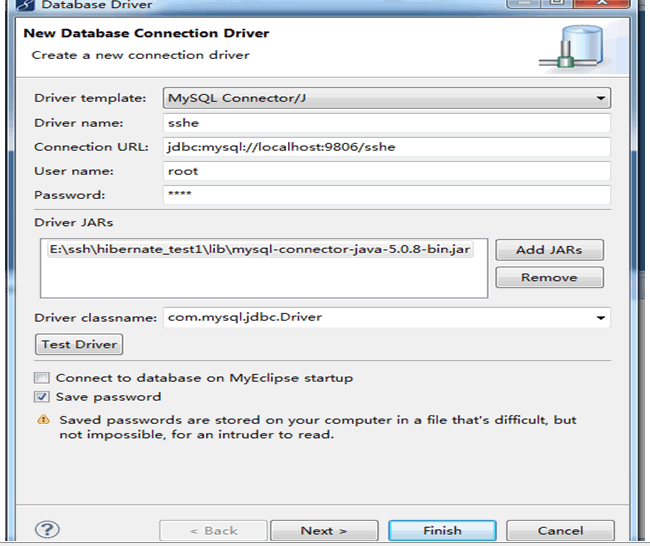 Database Driver
New Database Connection Driver
Create a new connection driver
Driver template: MySQL Connector/J
Driver name: sshe
Connection URL: jdbc:mysql://localhost:9806/sshe
User name: root
Password: ****
Driver JARs
E:\ssh\hibernate_test1\lib\mysql-connector-java-5.0.8-bin.jar
Add JARs
Remove
Driver classname: com.mysql.jdbc.Driver
Test Driver
Connect to database on MyEclipse startup
Save password
Saved passwords are stored on your computer in a file that's difficult, but
not impossible, for an intruder to read.
? < Back Next > Finish Cancel